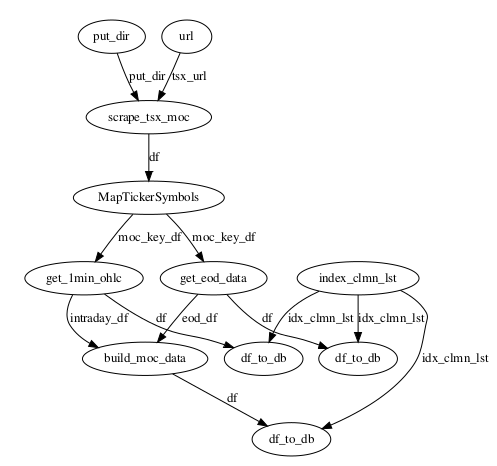 put_dir
url
put_dir
tsx_url
scrape_tsx_moc
df
MapTickerSymbols
moc_key_df
moc_key_df
get_1min_ohlc
get_eod_data
index_clmn_lst
intraday_df
df
eod_df
df
idx_clmn_lst
idx_clmn_lst
idx_clmn_lst
build_moc_data
df_to_db
df_to_db
df
df_to_db